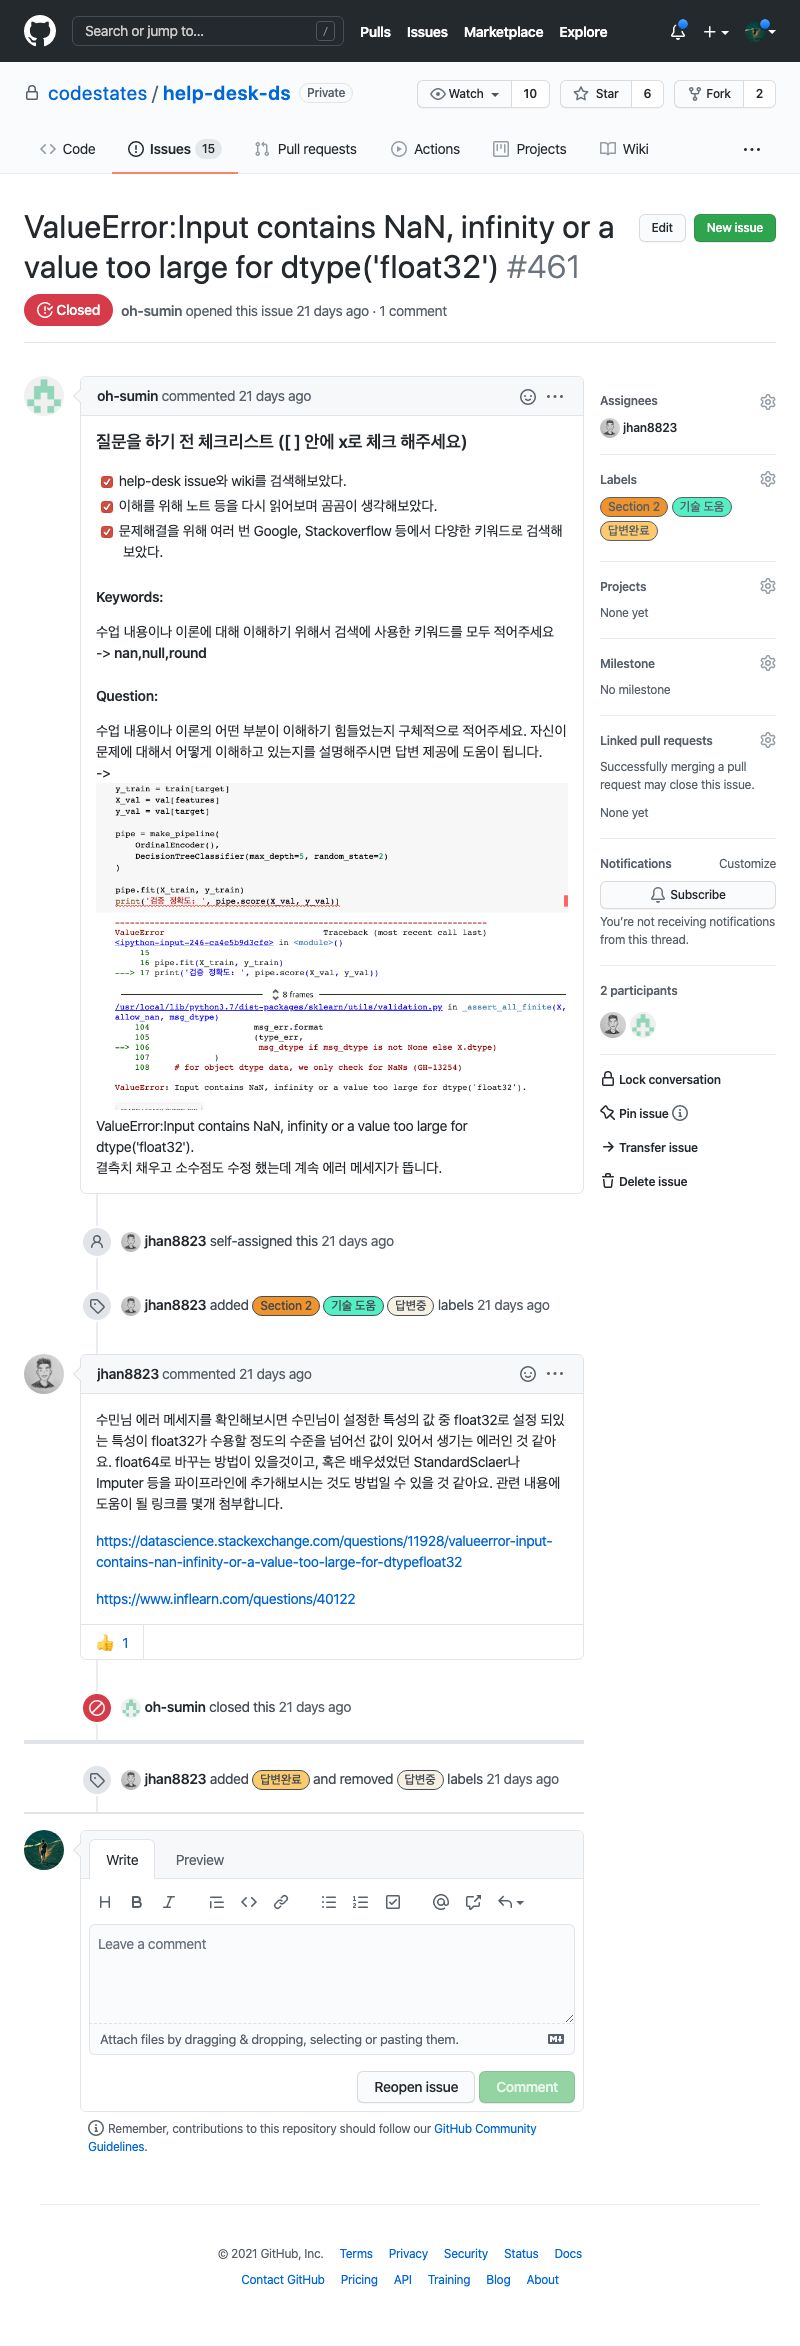 Search or jump to... /
Pulls Issues Marketplace Explore
codestates / help-desk-ds Private
Watch 10 Star 6 Fork 2
Code Issues 15 Pull requests Actions Projects Wiki ...
ValueError:Input contains NaN, infinity or a
value too large for dtype('float32') #461
Edit New issue
Closed oh-sumin opened this issue 21 days ago · 1 comment
oh-sumin commented 21 days ago
질문을 하기 전 체크리스트 ([ ] 안에 x로 체크 해주세요)
help-desk issue와 wiki를 검색해보았다.
이해를 위해 노트 등을 다시 읽어보며 곰곰이 생각해보았다.
문제해결을 위해 여러 번 Google, Stackoverflow 등에서 다양한 키워드로 검색해
보았다.
Keywords:
수업 내용이나 이론에 대해 이해하기 위해서 검색에 사용한 키워드를 모두 적어주세요
-> nan,null,round
Question:
수업 내용이나 이론의 어떤 부분이 이해하기 힘들었는지 구체적으로 적어주세요. 자신이
문제에 대해서 어떻게 이해하고 있는지를 설명해주시면 답변 제공에 도움이 됩니다.
->
y_train = train[target]
X_val = val[features]
y_val = val[target]
pipe = make_pipeline(
OrdinalEncoder(),
DecisionTreeClassifier(max_depth=5, random_state=2)
)
pipe.fit(X_train, y_train)
print('검증 정확도: ', pipe.score(X_val, y_val))
---------------------------------------------------------------------------
ValueError Traceback (most recent call last)
<ipython-input-246-ca4e5b9d3cfe> in <module>()
15
16 pipe.fit(X_train, y_train)
---> 17 print('검증 정확도: ', pipe.score(X_val, y_val))
8 frames
/usr/local/lib/python3.7/dist-packages/sklearn/utils/validation.py in _assert_all_finite(X,
allow_nan, msg_dtype)
104 msg_err.format
105 (type_err,
--> 106 msg_dtype if msg_dtype is not None else X.dtype)
107 )
108 # for object dtype data, we only check for NaNs (GH-13254)
ValueError: Input contains NaN, infinity or a value too large for dtype('float32').
ValueError:Input contains NaN, infinity or a value too large for
dtype('float32').
결측치 채우고 소수점도 수정 했는데 계속 에러 메세지가 뜹니다.
jhan8823 self-assigned this 21 days ago
jhan8823 added Section 2 기술 도움 답변중 labels 21 days ago
jhan8823 commented 21 days ago
수민님 에러 메세지를 확인해보시면 수민님이 설정한 특성의 값 중 float32로 설정 되있
는 특성이 float32가 수용할 정도의 수준을 넘어선 값이 있어서 생기는 에러인 것 같아
요. float64로 바꾸는 방법이 있을것이고, 혹은 배우셨었던 StandardSclaer나
Imputer 등을 파이프라인에 추가해보시는 것도 방법일 수 있을 것 같아요. 관련 내용에
도움이 될 링크를 몇개 첨부합니다.
https://datascience.stackexchange.com/questions/11928/valueerror-input-
contains-nan-infinity-or-a-value-too-large-for-dtypefloat32
https://www.inflearn.com/questions/40122
1
oh-sumin closed this 21 days ago
jhan8823 added 답변완료 and removed 답변중 labels 21 days ago
Write Preview
H B I
Leave a comment
Attach files by dragging & dropping, selecting or pasting them.
Reopen issue Comment
Remember, contributions to this repository should follow our GitHub Community
Guidelines.
Assignees
jhan8823
Labels
Section 2 기술 도움
답변완료
Projects
None yet
Milestone
No milestone
Linked pull requests
Successfully merging a pull
request may close this issue.
None yet
Notifications Customize
Subscribe
You're not receiving notifications
from this thread.
2 participants
Lock conversation
Pin issue
Transfer issue
Delete issue
© 2021 GitHub, Inc. Terms Privacy Security Status Docs
Contact GitHub Pricing API Training Blog About